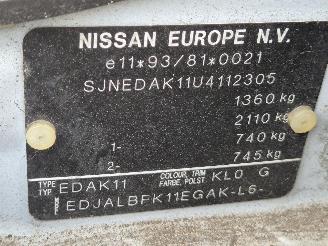 NISSAN EUROPE N.V.
e11*93/81*0021
SJNEDAK11U4112305
1360 kg
2110 kg
1- 740 kg
2- 745 kg
TYPE TYP EDAK11 COLOUR, TRIM FARBE, POLST. KL0 G
EDJALBFK11EGAK-L6-